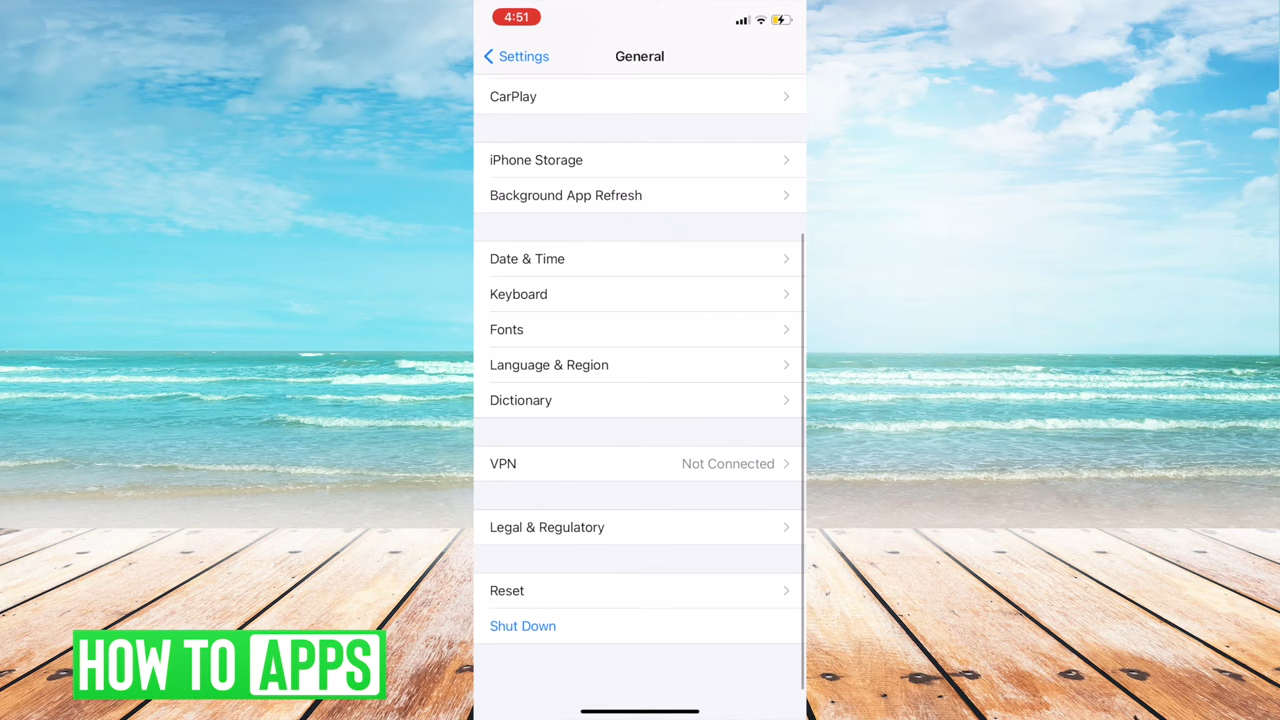 4:51
Settings
General
CarPlay
iPhone Storage
Background App Refresh
Date & Time
Keyboard
Fonts
Language & Region
Dictionary
VPN Not Connected
Legal & Regulatory
Reset
Shut Down
HOW TO APPS